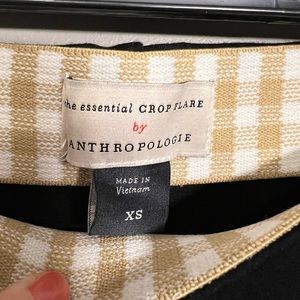 the essential CROP FLARE
by
ANTHROPOLOGIE
MADE IN
Vietnam
XS